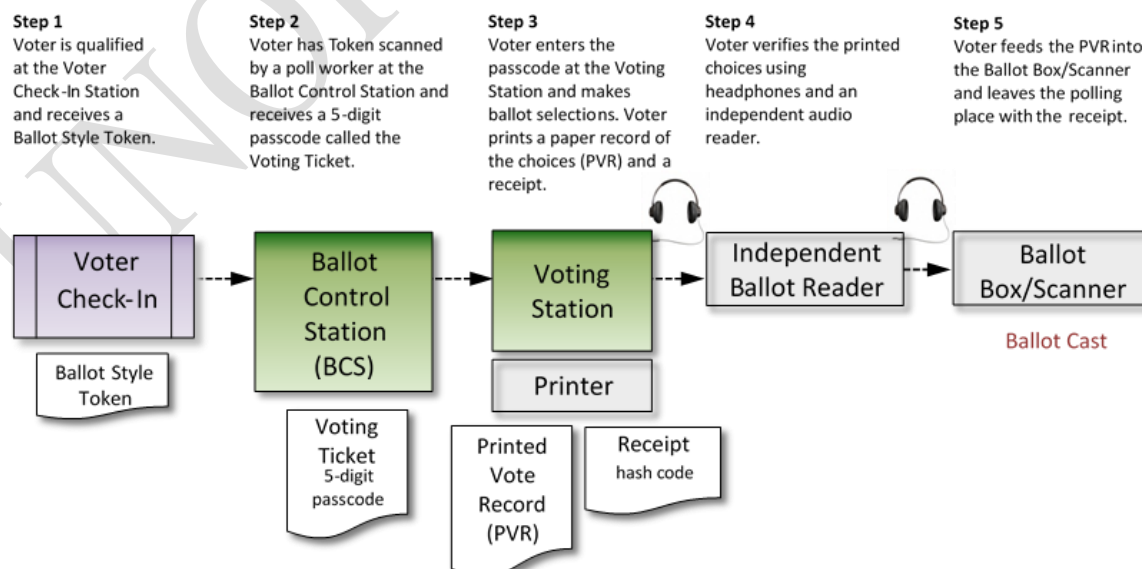 Step 1
Voter is qualified
at the Voter
Check-In Station
and receives a
Ballot Style Token.
Step 2
Voter has Token scanned
by a poll worker at the
Ballot Control Station and
receives a 5-digit
passcode called the
Voting Ticket.
Step 3
Voter enters the
passcode at the Voting
Station and makes
ballot selections. Voter
prints a paper record of
the choices (PVR) and a
receipt.
Step 4
Voter verifies the printed
choices using
headphones and an
independent audio
reader.
Step 5
Voter feeds the PVR into
the Ballot Box/Scanner
and leaves the polling
place with the receipt.
Voter
Check-In
Ballot
Control
Station
(BCS)
Voting
Station
Independent
Ballot Reader
Ballot
Box/Scanner
Ballot Cast
Ballot Style
Token
Printer
Voting
Ticket
5-digit
passcode
Printed
Vote
Record
(PVR)
Receipt
hash code